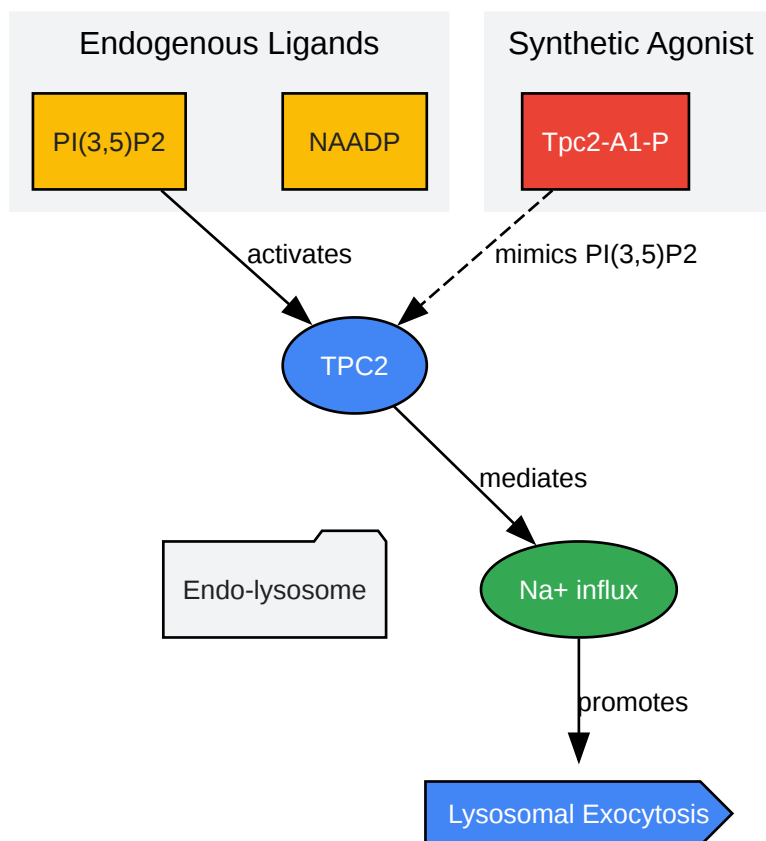 Endogenous Ligands
Synthetic Agonist
PI(3,5)P2
NAADP
Tpc2-A1-P
activates
mimics PI(3,5)P2
TPC2
mediates
Endo-lysosome
Na+ influx
promotes
Lysosomal Exocytosis